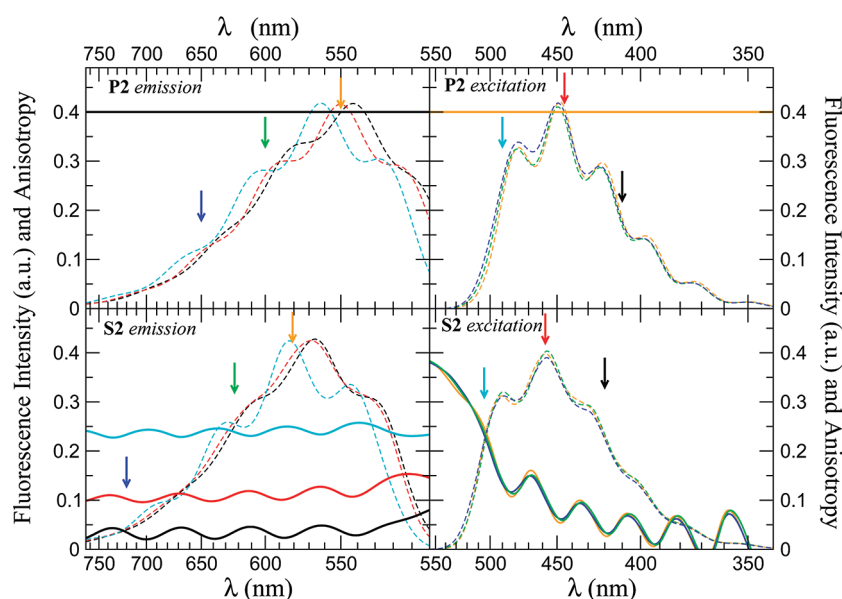 λ (nm)
λ (nm)
750 700 650 600 550
550 500 450 400 350
P2 emission
P2 excitation
0.4
0.3
0.2
0.1
0
0.4
0.3
0.2
0.1
0
S2 emission
S2 excitation
0.4
0.3
0.2
0.1
0
0.4
0.3
0.2
0.1
0
750 700 650 600 550
500 450 400 350
λ (nm)
λ (nm)
Fluorescence Intensity (a.u.) and Anisotropy
Fluorescence Intensity (a.u.) and Anisotropy